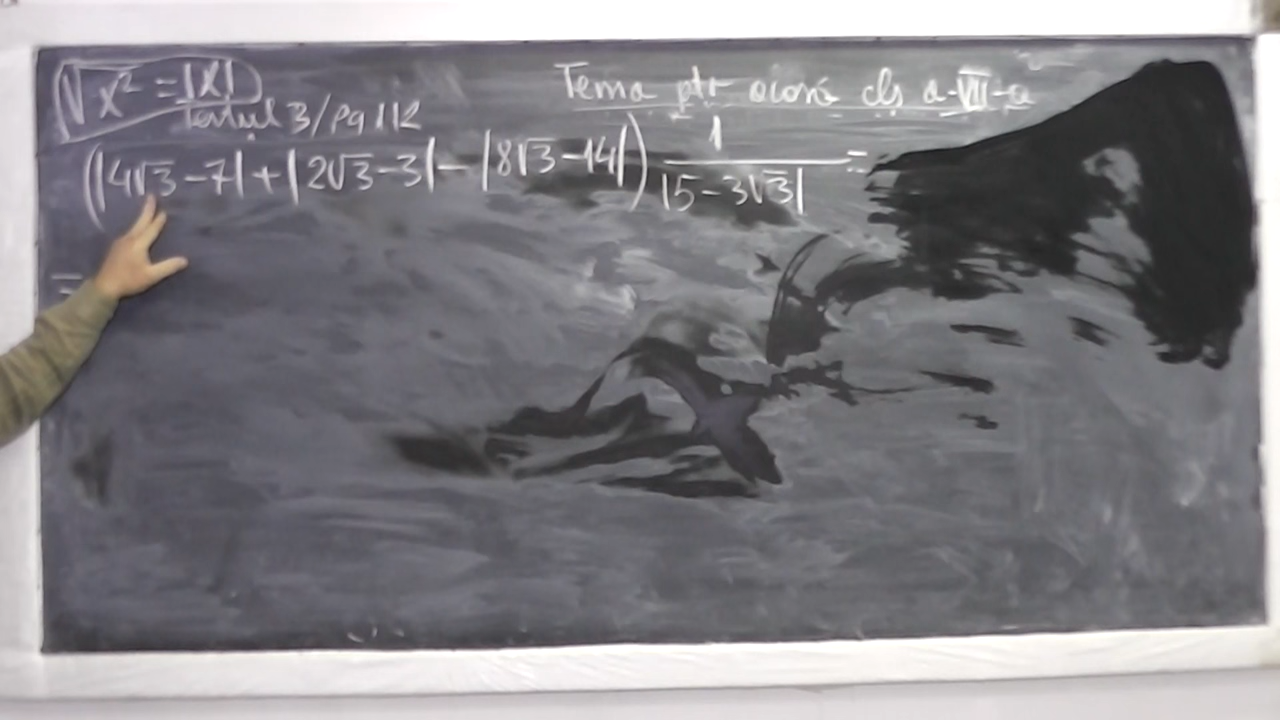 √x² = |x|
Tema ptr acasă cls a-VII-a
Testul 3/pg 112
(|4√3-7|+|2√3-3|-|8√3-14|) 1/|5-3√3| =
=